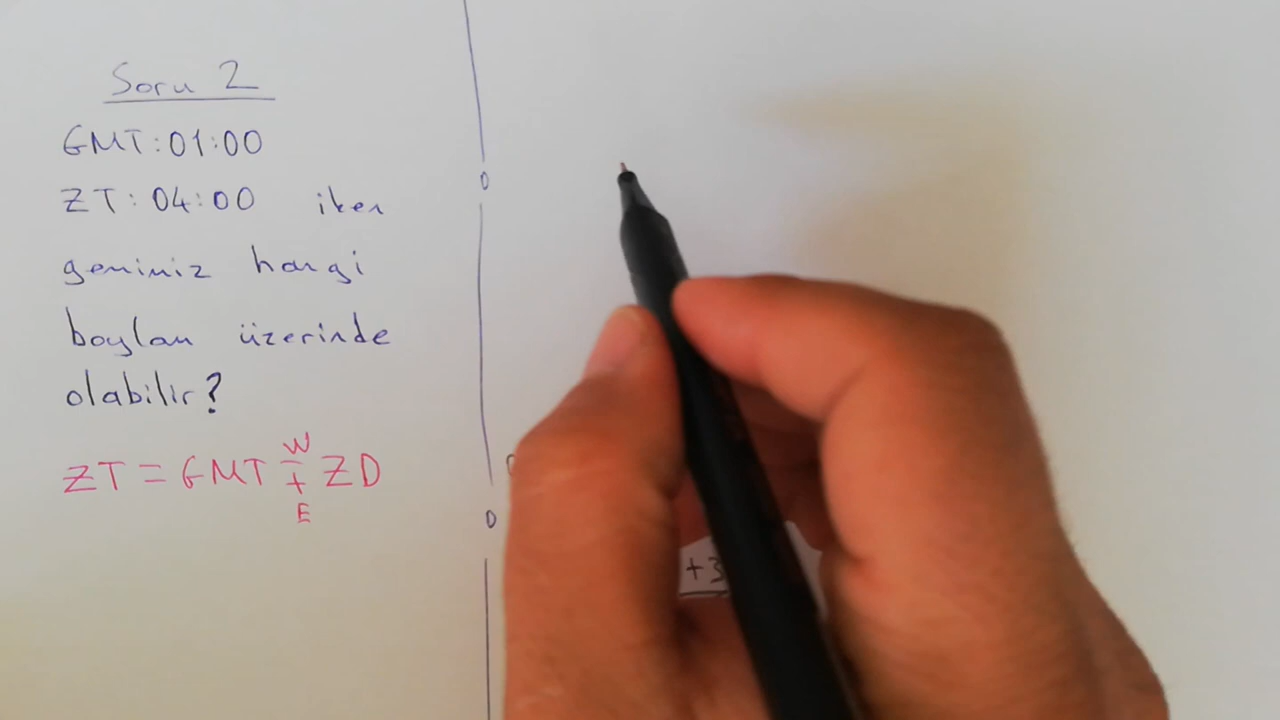 Soru 2
GMT: 01:00
ZT: 04:00 iken
geminiz hangi
boylam üzerinde
olabilir?
W
ZT = GMT ∓ ZD
E
0
0
+3